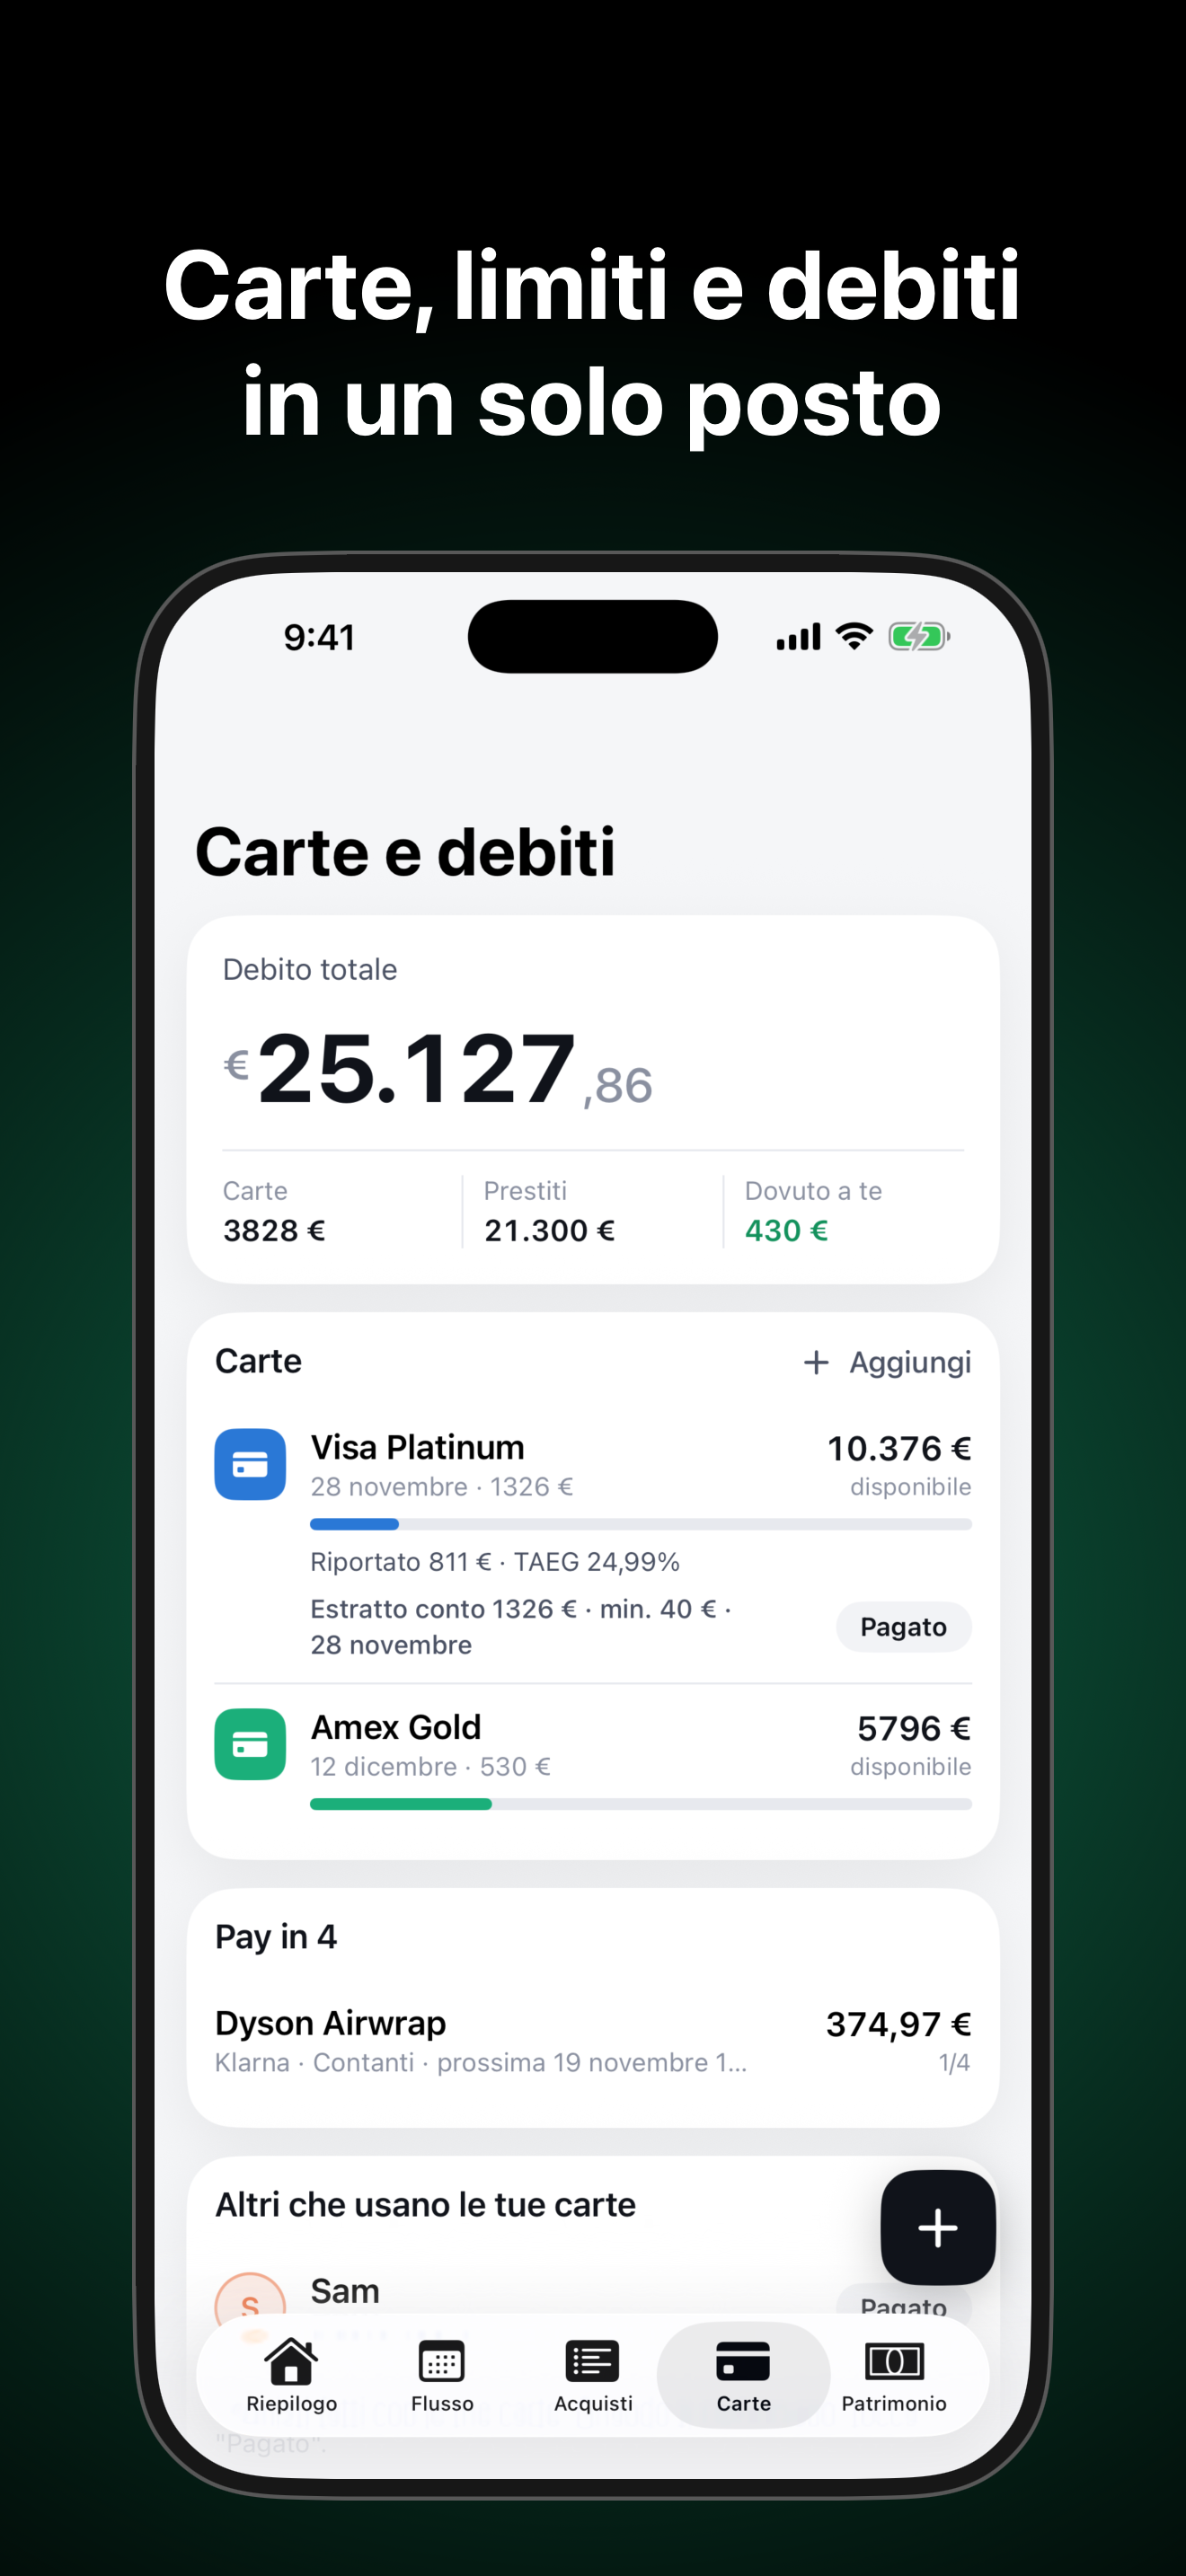 Carte, limiti e debiti
in un solo posto
9:41
Carte e debiti
Debito totale
€25.127,86
Carte
3828 €
Prestiti
21.300 €
Dovuto a te
430 €
Carte
+ Aggiungi
Visa Platinum
10.376 €
28 novembre · 1326 €
disponibile
Riportato 811 € · TAEG 24,99%
Estratto conto 1326 € · min. 40 € ·
28 novembre
Pagato
Amex Gold
5796 €
12 dicembre · 530 €
disponibile
Pay in 4
Dyson Airwrap
374,97 €
Klarna · Contanti · prossima 19 novembre 1...
1/4
Altri che usano le tue carte
S
Sam
Pagato
Riepilogo
Flusso
Acquisti
Carte
Patrimonio
"Pagato".